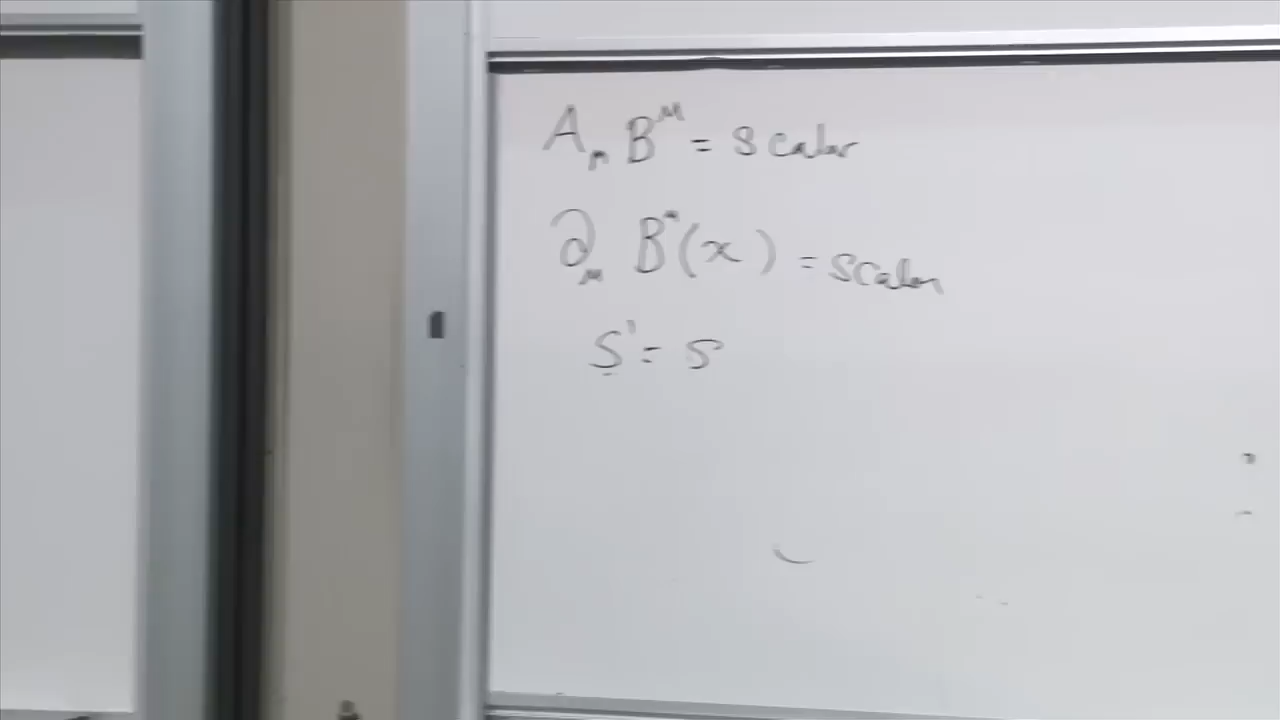 A_μ B^μ = scalar
∂_μ B^μ(x) = scalar
S' = S